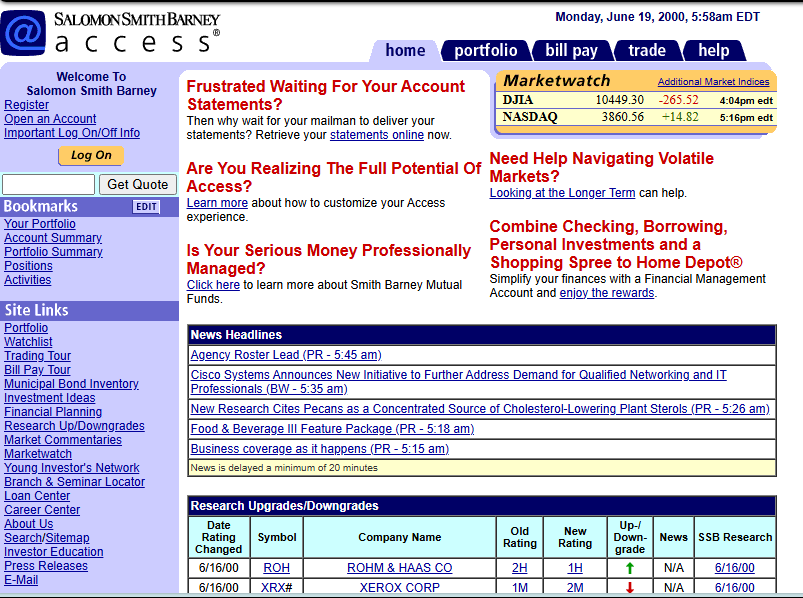 Monday, June 19, 2000, 5:58am EDT
@
SALOMON SMITH BARNEY
access®
home
portfolio
bill pay
trade
help
Welcome To
Salomon Smith Barney
Register
Open an Account
Important Log On/Off Info
Log On
Get Quote
Bookmarks EDIT
Your Portfolio
Account Summary
Portfolio Summary
Positions
Activities
Site Links
Portfolio
Watchlist
Trading Tour
Bill Pay Tour
Municipal Bond Inventory
Investment Ideas
Financial Planning
Research Up/Downgrades
Market Commentaries
Marketwatch
Young Investor's Network
Branch & Seminar Locator
Loan Center
Career Center
About Us
Search/Sitemap
Investor Education
Press Releases
E-Mail
Frustrated Waiting For Your Account
Statements?
Then why wait for your mailman to deliver your
statements? Retrieve your statements online now.
Are You Realizing The Full Potential Of
Access?
Learn more about how to customize your Access
experience.
Is Your Serious Money Professionally
Managed?
Click here to learn more about Smith Barney Mutual
Funds.
Marketwatch Additional Market Indices
DJIA 10449.30 -265.52 4:04pm edt
NASDAQ 3860.56 +14.82 5:16pm edt
Need Help Navigating Volatile
Markets?
Looking at the Longer Term can help.
Combine Checking, Borrowing,
Personal Investments and a
Shopping Spree to Home Depot®
Simplify your finances with a Financial Management
Account and enjoy the rewards.
News Headlines
Agency Roster Lead (PR - 5:45 am)
Cisco Systems Announces New Initiative to Further Address Demand for Qualified Networking and IT
Professionals (BW - 5:35 am)
New Research Cites Pecans as a Concentrated Source of Cholesterol-Lowering Plant Sterols (PR - 5:26 am)
Food & Beverage III Feature Package (PR - 5:18 am)
Business coverage as it happens (PR - 5:15 am)
News is delayed a minimum of 20 minutes
Research Upgrades/Downgrades
Date
Rating
Changed
Symbol
Company Name
Old
Rating
New
Rating
Up-/
Down-
grade
News
SSB Research
6/16/00 ROH ROHM & HAAS CO 2H 1H N/A 6/16/00
6/16/00 XRX# XEROX CORP 1M 2M N/A 6/16/00